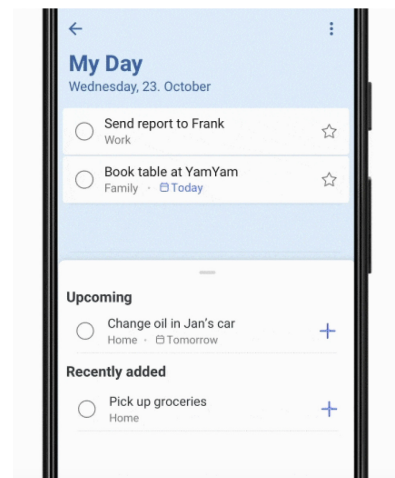 My Day
Wednesday, 23. October
Send report to Frank
Work
Book table at YamYam
Family · Today
Upcoming
Change oil in Jan's car
Home · Tomorrow
Recently added
Pick up groceries
Home